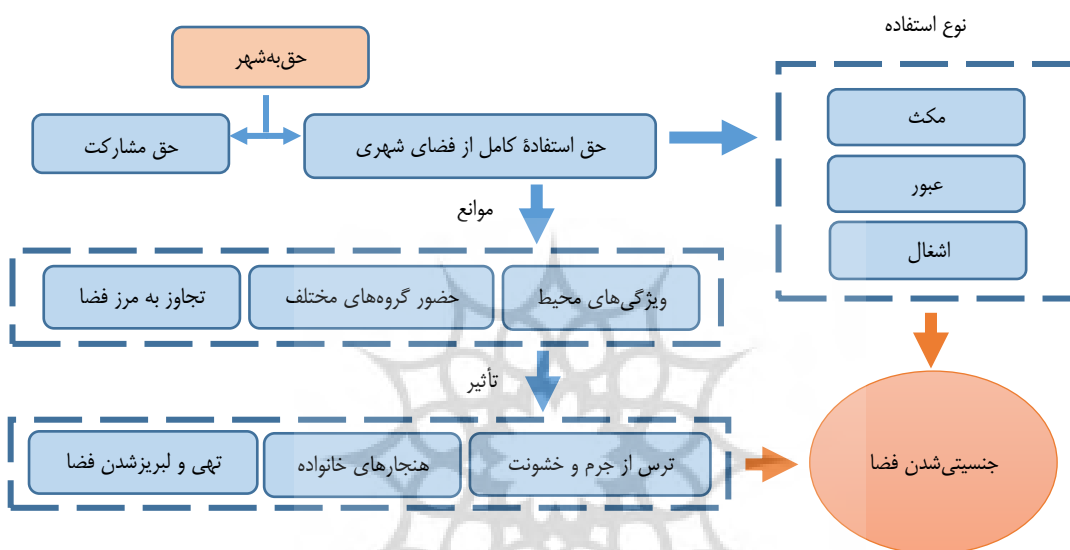 نوع استفاده
حق‌به‌شهر
مکث
حق استفادهٔ کامل از فضای شهری
حق مشارکت
عبور
موانع
اشغال
ویژگی‌های محیط
حضور گروه‌های مختلف
تجاوز به مرز فضا
تأثیر
ترس از جرم و خشونت
هنجارهای خانواده
تهی و لبریزشدن فضا
جنسیتی‌شدن فضا